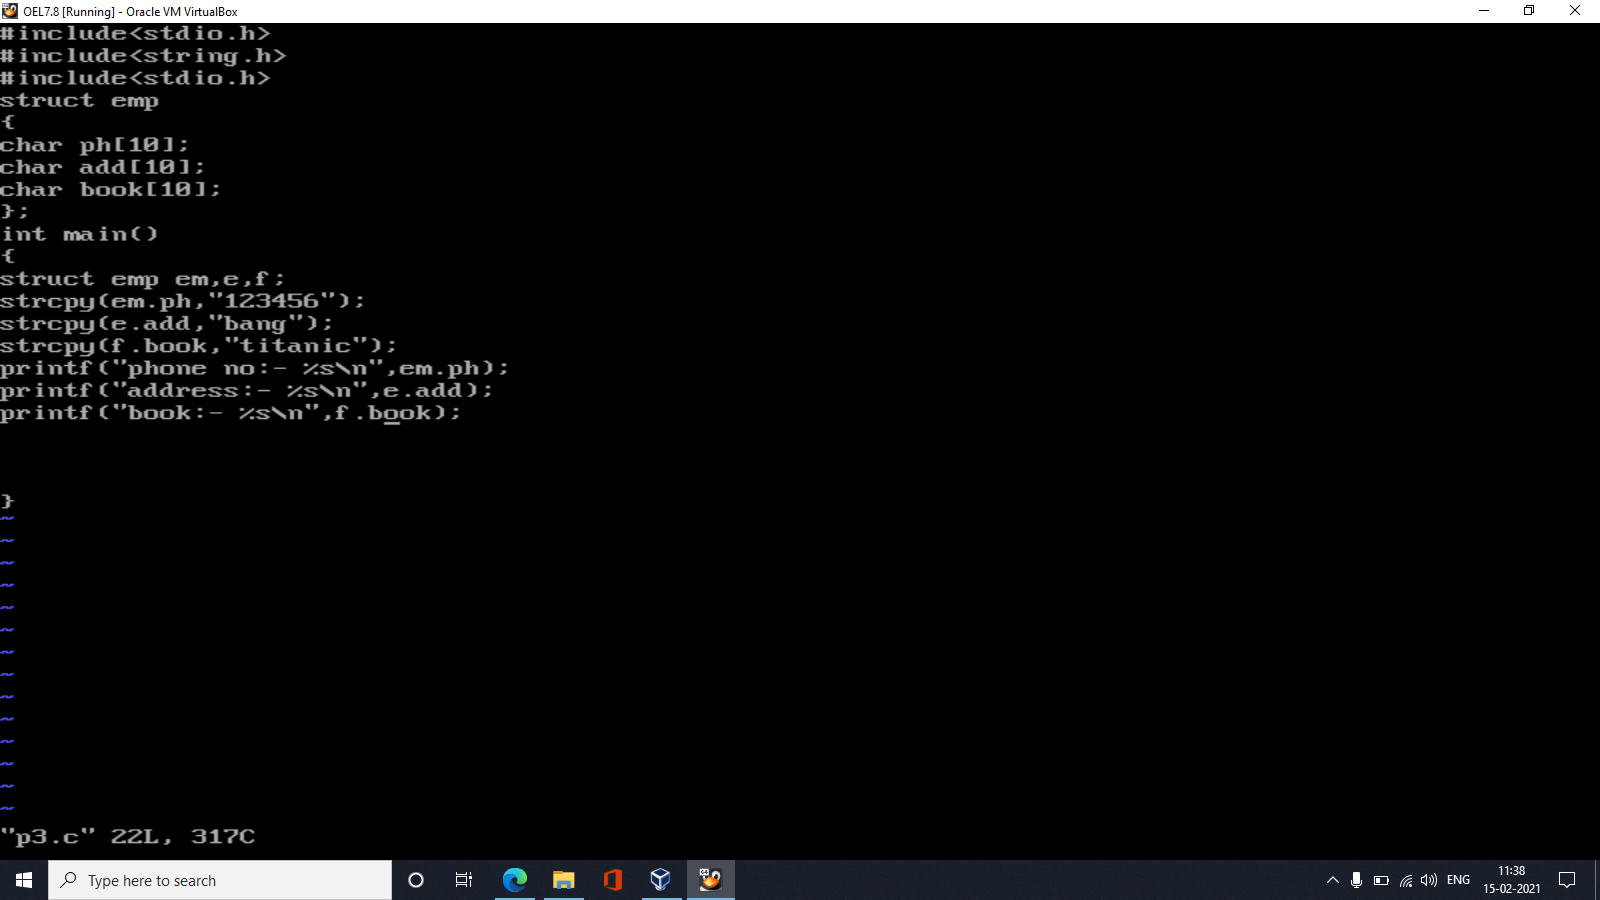 OEL7.8 [Running] - Oracle VM VirtualBox
#include<stdio.h>
#include<string.h>
#include<stdio.h>
struct emp
{
char ph[10];
char add[10];
char book[10];
};
int main()
{
struct emp em,e,f;
strcpy(em.ph,"123456");
strcpy(e.add,"bang");
strcpy(f.book,"titanic");
printf("phone no:- %s\n",em.ph);
printf("address:- %s\n",e.add);
printf("book:- %s\n",f.book);
}
~
~
~
~
~
~
~
~
~
~
~
~
~
~
"p3.c" 22L, 317C
Type here to search
ENG
11:38
15-02-2021